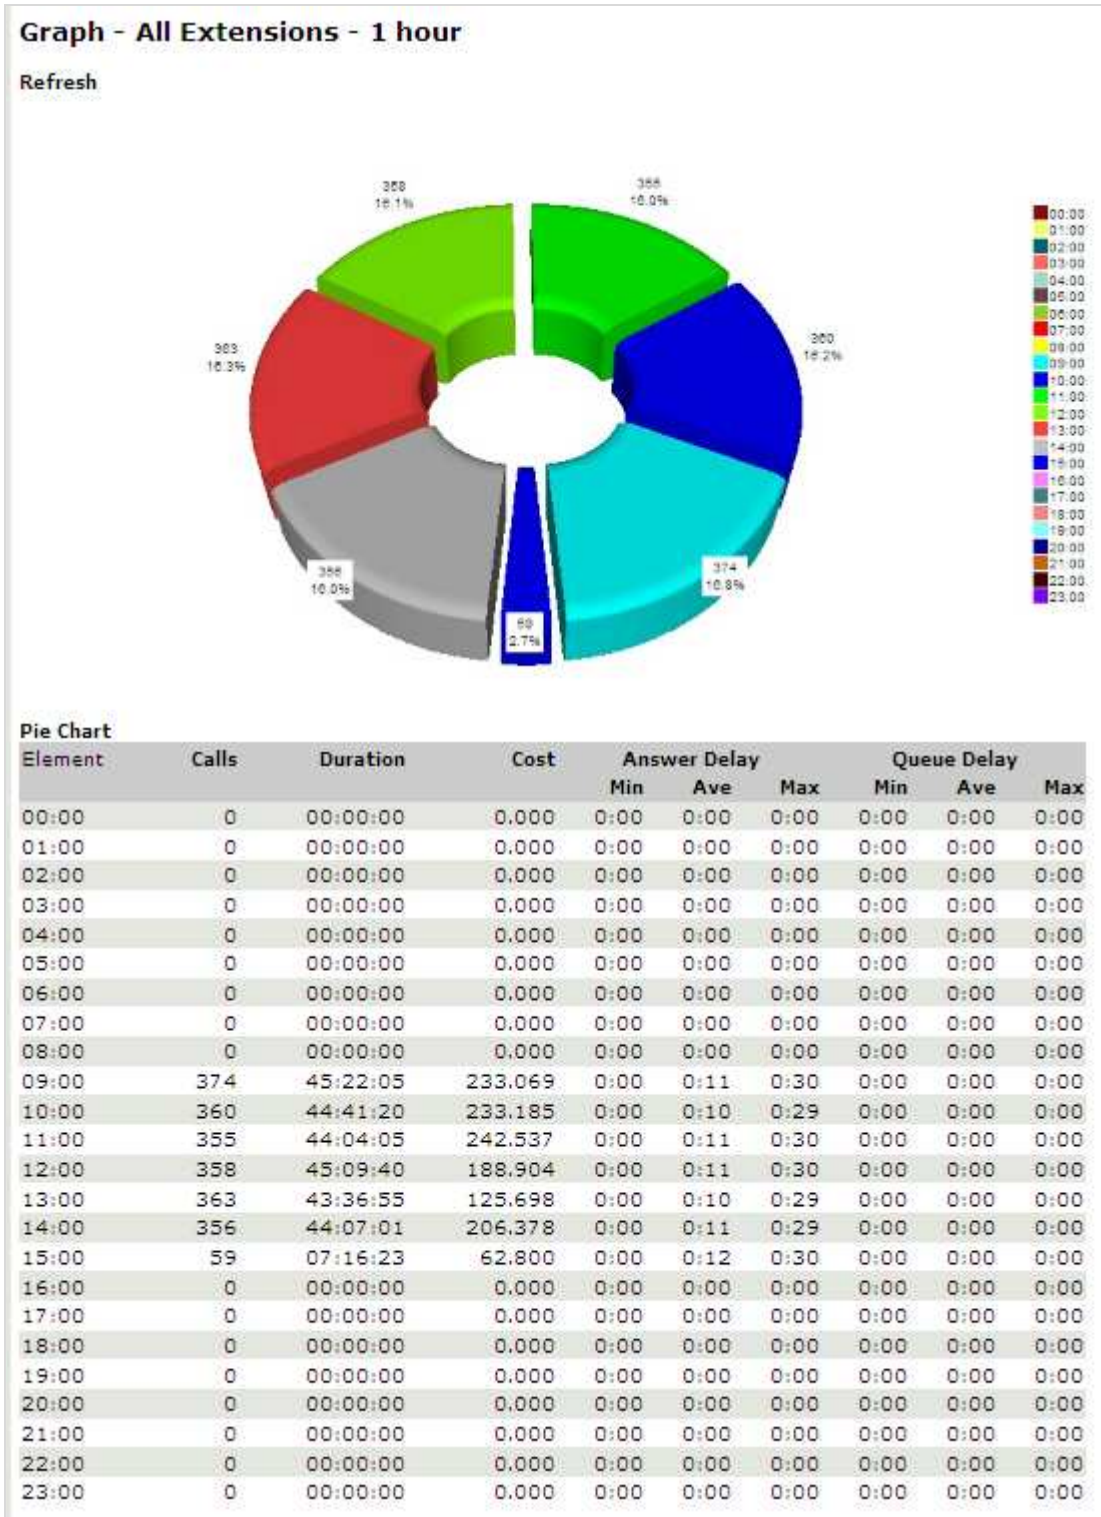 Graph - All Extensions - 1 hour
Refresh
358
16.1%
355
16.0%
363
16.3%
360
16.2%
356
16.0%
374
16.8%
59
2.7%
00:00
01:00
02:00
03:00
04:00
05:00
06:00
07:00
08:00
09:00
10:00
11:00
12:00
13:00
14:00
15:00
16:00
17:00
18:00
19:00
20:00
21:00
22:00
23:00
Pie Chart
Element Calls Duration Cost Answer Delay Queue Delay
Min Ave Max Min Ave Max
00:00 0 00:00:00 0.000 0:00 0:00 0:00 0:00 0:00 0:00
01:00 0 00:00:00 0.000 0:00 0:00 0:00 0:00 0:00 0:00
02:00 0 00:00:00 0.000 0:00 0:00 0:00 0:00 0:00 0:00
03:00 0 00:00:00 0.000 0:00 0:00 0:00 0:00 0:00 0:00
04:00 0 00:00:00 0.000 0:00 0:00 0:00 0:00 0:00 0:00
05:00 0 00:00:00 0.000 0:00 0:00 0:00 0:00 0:00 0:00
06:00 0 00:00:00 0.000 0:00 0:00 0:00 0:00 0:00 0:00
07:00 0 00:00:00 0.000 0:00 0:00 0:00 0:00 0:00 0:00
08:00 0 00:00:00 0.000 0:00 0:00 0:00 0:00 0:00 0:00
09:00 374 45:22:05 233.069 0:00 0:11 0:30 0:00 0:00 0:00
10:00 360 44:41:20 233.185 0:00 0:10 0:29 0:00 0:00 0:00
11:00 355 44:04:05 242.537 0:00 0:11 0:30 0:00 0:00 0:00
12:00 358 45:09:40 188.904 0:00 0:11 0:30 0:00 0:00 0:00
13:00 363 43:36:55 125.698 0:00 0:10 0:29 0:00 0:00 0:00
14:00 356 44:07:01 206.378 0:00 0:11 0:29 0:00 0:00 0:00
15:00 59 07:16:23 62.800 0:00 0:12 0:30 0:00 0:00 0:00
16:00 0 00:00:00 0.000 0:00 0:00 0:00 0:00 0:00 0:00
17:00 0 00:00:00 0.000 0:00 0:00 0:00 0:00 0:00 0:00
18:00 0 00:00:00 0.000 0:00 0:00 0:00 0:00 0:00 0:00
19:00 0 00:00:00 0.000 0:00 0:00 0:00 0:00 0:00 0:00
20:00 0 00:00:00 0.000 0:00 0:00 0:00 0:00 0:00 0:00
21:00 0 00:00:00 0.000 0:00 0:00 0:00 0:00 0:00 0:00
22:00 0 00:00:00 0.000 0:00 0:00 0:00 0:00 0:00 0:00
23:00 0 00:00:00 0.000 0:00 0:00 0:00 0:00 0:00 0:00